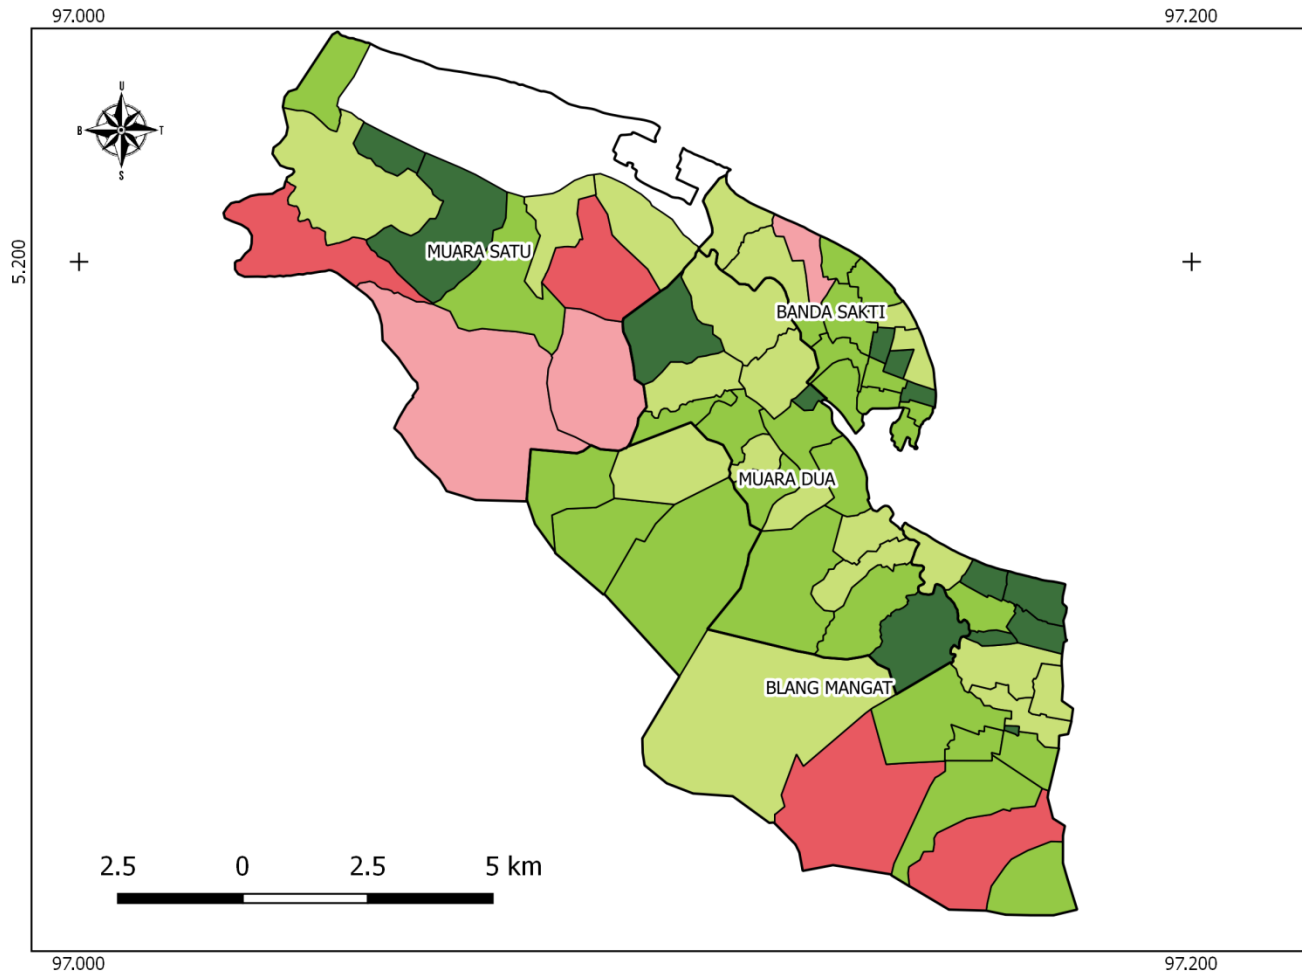 97.000 97.200
U
B T
S
MUARA SATU
5.200
BANDA SAKTI
MUARA DUA
BLANG MANGAT
2.5 0 2.5 5 km
97.000 97.200